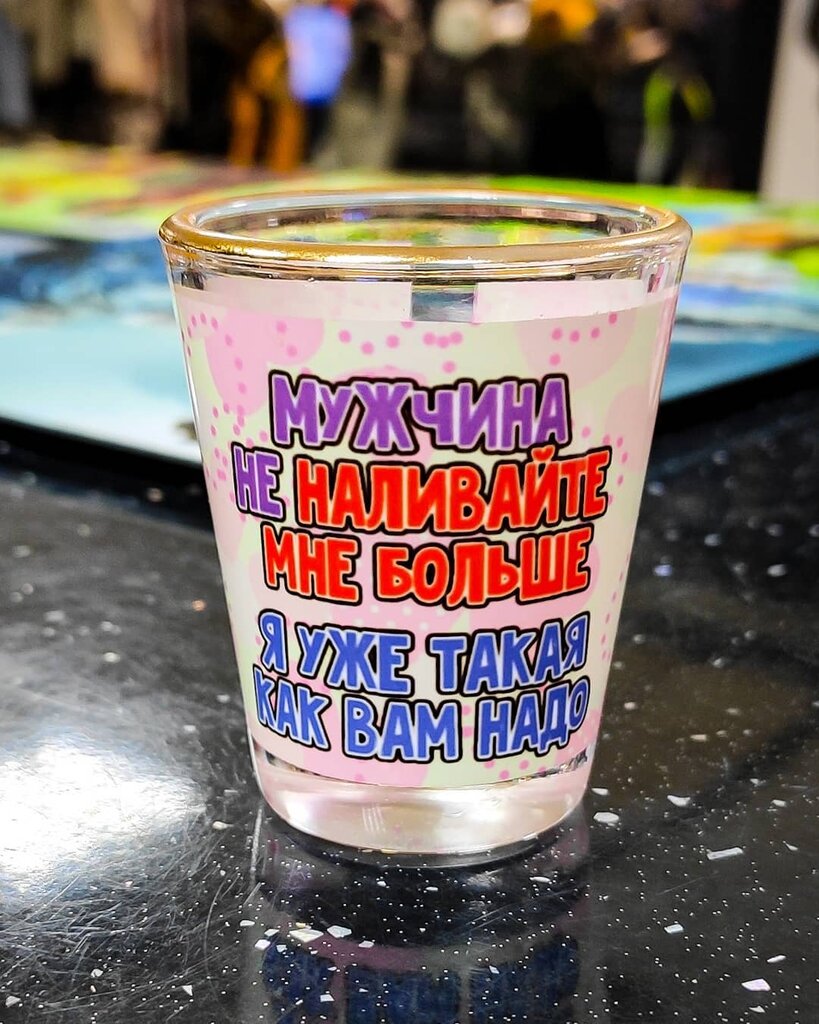 МУЖЧИНА
НЕ НАЛИВАЙТЕ
МНЕ БОЛЬШЕ
Я УЖЕ ТАКАЯ
КАК ВАМ НАДО